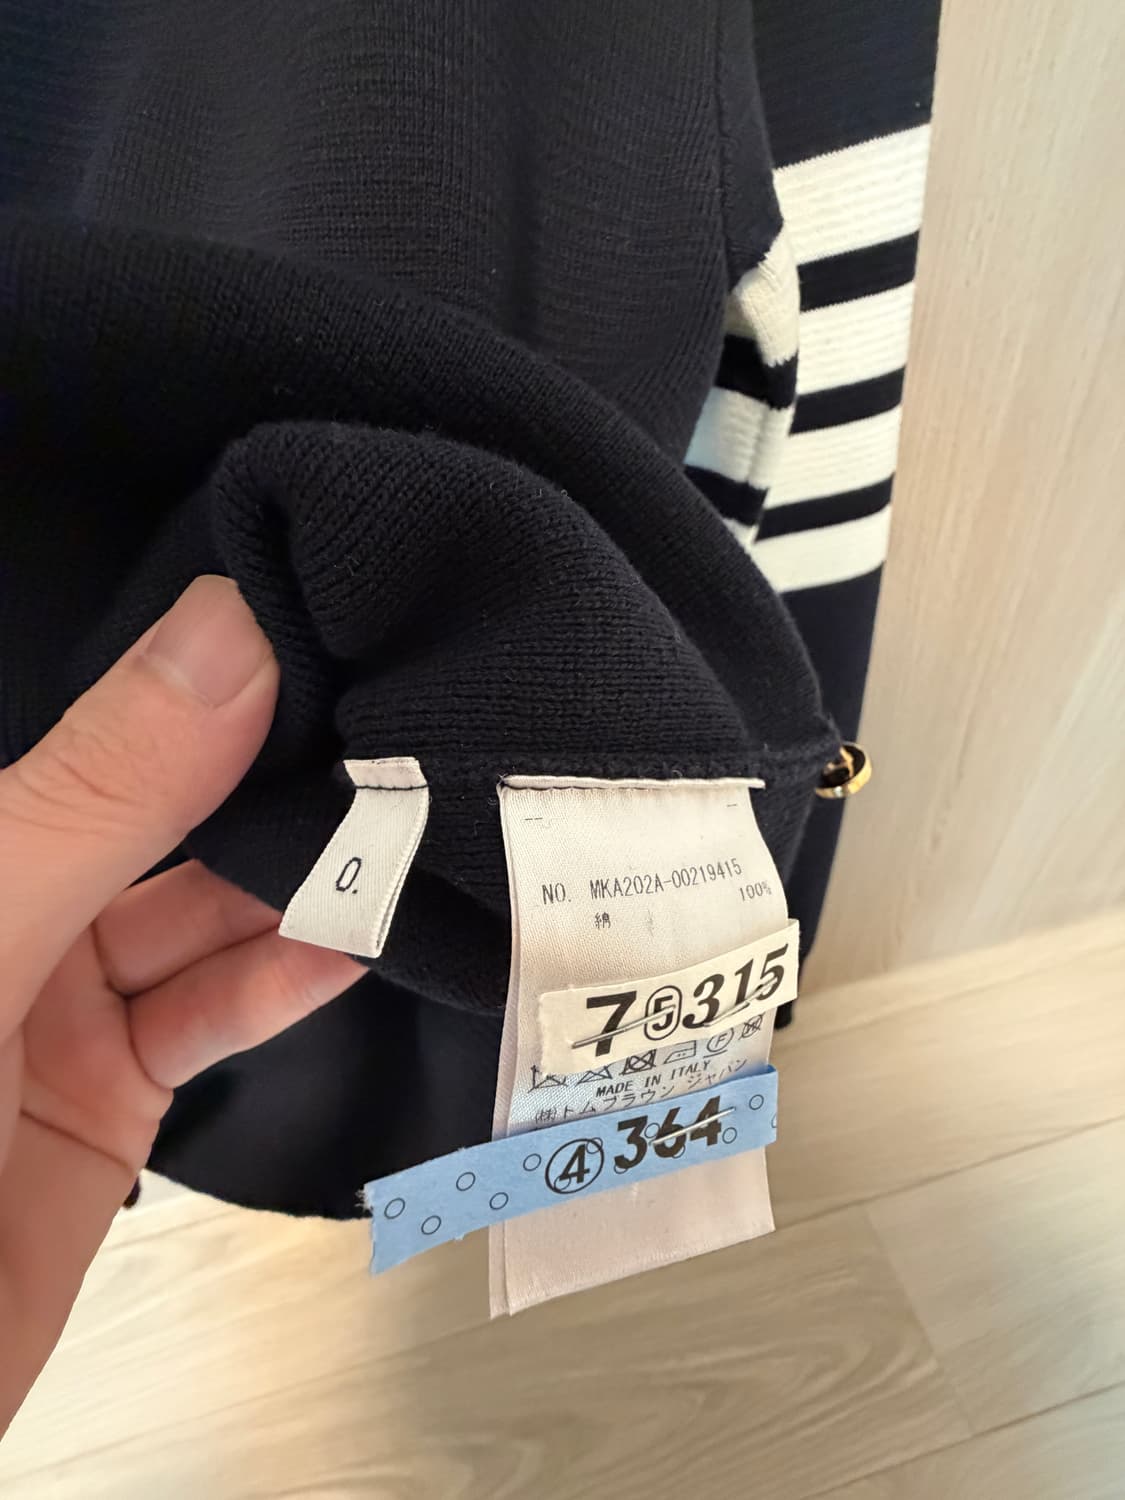 0.
NO. MKA202A-00219415
綿 100%
7⑤315
MADE IN ITALY
(株)トム ブラウン ジャパン
④364